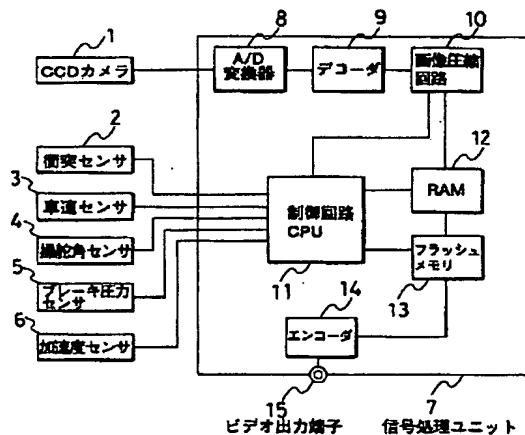 8
9
10
1
A/D
変換器
デコーダ
画像圧縮
回路
CCDカメラ
2
12
衝突センサ
3
車速センサ
制御回路
CPU
RAM
4
操舵角センサ
フラッシュ
メモリ
5
ブレーキ圧力
センサ
11
14
13
6
加速度センサ
エンコーダ
15
7
ビデオ出力端子
信号処理ユニット